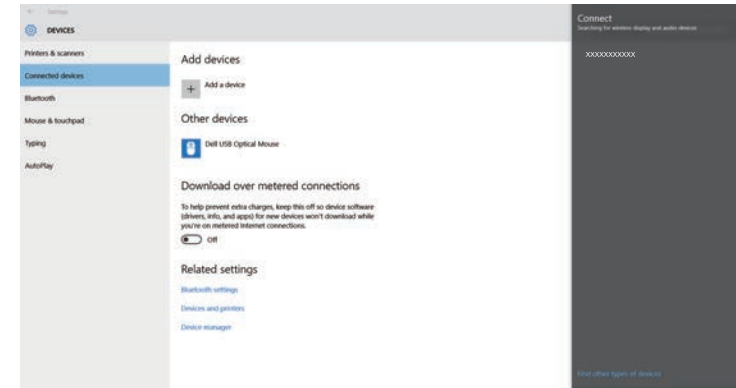 Settings
DEVICES
Printers & scanners
Connected devices
Bluetooth
Mouse & touchpad
Typing
AutoPlay
Add devices
Add a device
Other devices
Dell USB Optical Mouse
Download over metered connections
To help prevent extra charges, keep this off so device software
(drivers, info, and apps) for new devices won't download while
you're on metered Internet connections.
Off
Related settings
Bluetooth settings
Devices and printers
Device manager
Connect
Searching for wireless display and audio devices
xxxxxxxxxxx
Find other types of devices